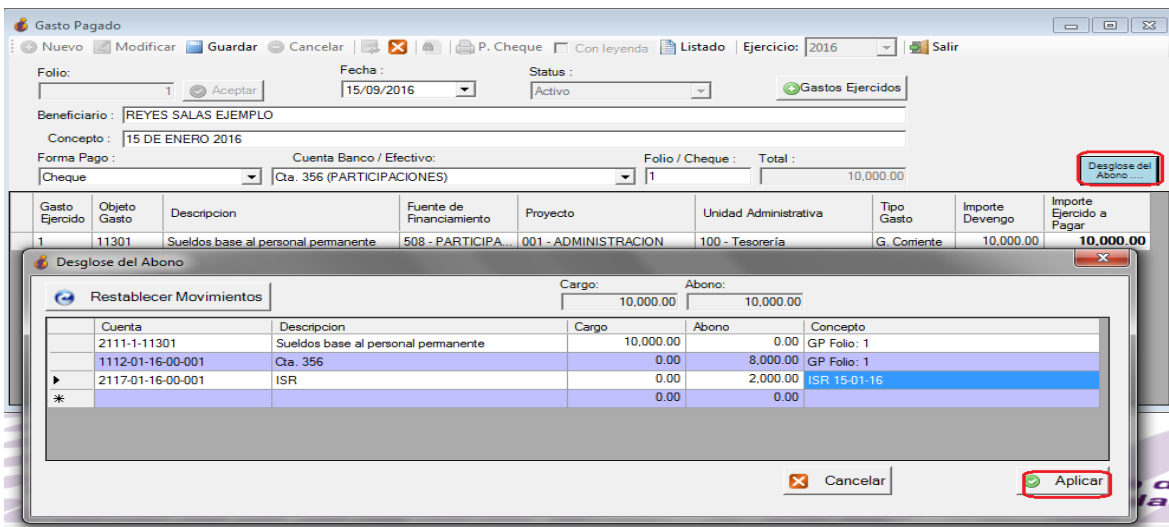 Gasto Pagado
Nuevo Modificar Guardar Cancelar P. Cheque Con leyenda Listado Ejercicio: 2016 Salir
Folio: Fecha : Status :
1 Aceptar 15/09/2016 Activo Gastos Ejercidos
Beneficiario : REYES SALAS EJEMPLO
Concepto : 15 DE ENERO 2016
Forma Pago : Cuenta Banco / Efectivo: Folio / Cheque : Total :
Cheque Cta. 356 (PARTICIPACIONES) 1 10,000.00 Desglose del Abono ....
Gasto Ejercido Objeto Gasto Descripcion Fuente de Financiamiento Proyecto Unidad Administrativa Tipo Gasto Importe Devengo Importe Ejercido a Pagar
1 11301 Sueldos base al personal permanente 508 - PARTICIPA... 001 - ADMINISTRACION 100 - Tesorería G. Corriente 10,000.00 10,000.00
Desglose del Abono
Cargo: Abono:
Restablecer Movimientos 10,000.00 10,000.00
Cuenta Descripcion Cargo Abono Concepto
2111-1-11301 Sueldos base al personal permanente 10,000.00 0.00 GP Folio: 1
1112-01-16-00-001 Cta. 356 0.00 8,000.00 GP Folio: 1
2117-01-16-00-001 ISR 0.00 2,000.00 ISR 15-01-16
0.00 0.00
Cancelar Aplicar